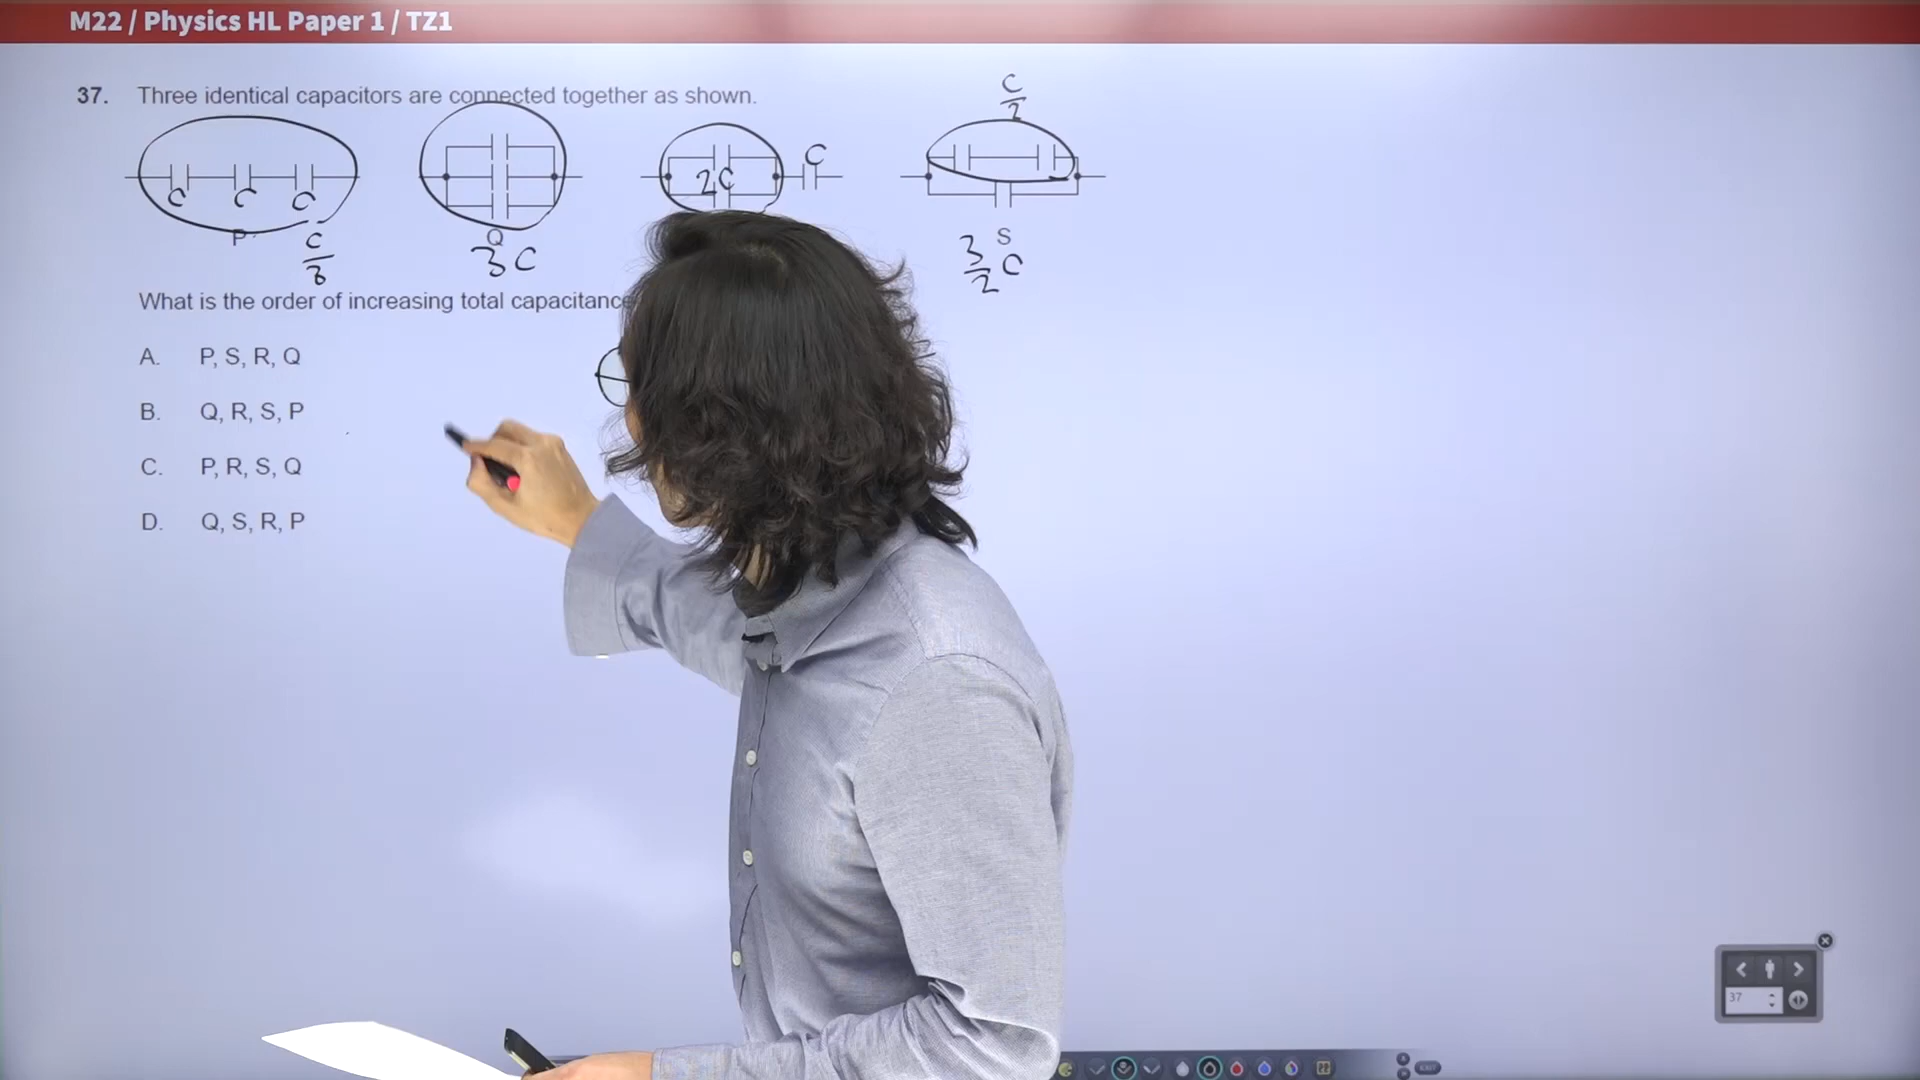 M22 / Physics HL Paper 1 / TZ1
37. Three identical capacitors are connected together as shown.
C
2
C
C C C
2C
P
Q
S
C
3
3C
3
2
C
What is the order of increasing total capacitance
A. P, S, R, Q
B. Q, R, S, P
C. P, R, S, Q
D. Q, S, R, P
37